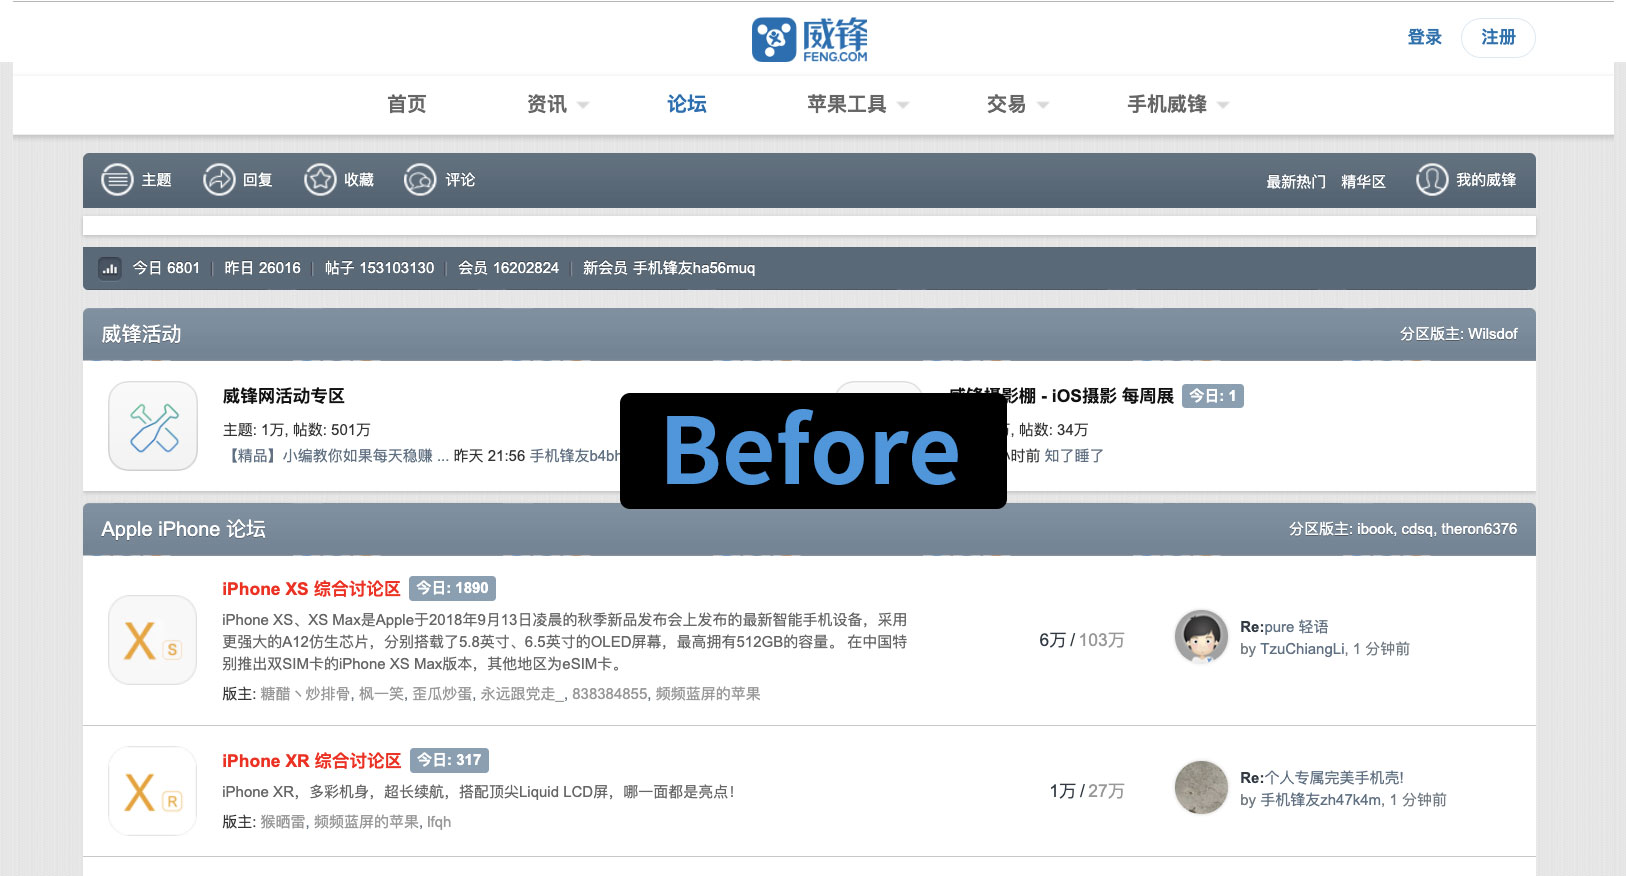 威锋
FENG.COM
登录 注册
首页 资讯 论坛 苹果工具 交易 手机威锋
主题 回复 收藏 评论 最新热门 精华区 我的威锋
今日 6801 | 昨日 26016 | 帖子 153103130 | 会员 16202824 | 新会员 手机锋友ha56muq
威锋活动 分区版主: Wilsdof
威锋网活动专区
主题: 1万, 帖数: 501万
【精品】小编教你如果每天稳赚 ... 昨天 21:56 手机锋友b4b
威锋摄影棚 - iOS摄影 每周展 今日: 1
, 帖数: 34万
小时前 知了睡了
Before
Apple iPhone 论坛 分区版主: ibook, cdsq, theron6376
X S
iPhone XS 综合讨论区 今日: 1890
iPhone XS、XS Max是Apple于2018年9月13日凌晨的秋季新品发布会上发布的最新智能手机设备，采用
更强大的A12仿生芯片，分别搭载了5.8英寸、6.5英寸的OLED屏幕，最高拥有512GB的容量。 在中国特
别推出双SIM卡的iPhone XS Max版本，其他地区为eSIM卡。
版主: 糖醋丶炒排骨, 枫一笑, 歪瓜炒蛋, 永远跟党走_, 838384855, 频频蓝屏的苹果
6万 / 103万
Re:pure 轻语
by TzuChiangLi, 1 分钟前
X R
iPhone XR 综合讨论区 今日: 317
iPhone XR，多彩机身，超长续航，搭配顶尖Liquid LCD屏，哪一面都是亮点！
版主: 猴晒雷, 频频蓝屏的苹果, lfqh
1万 / 27万
Re:个人专属完美手机壳!
by 手机锋友zh47k4m, 1 分钟前